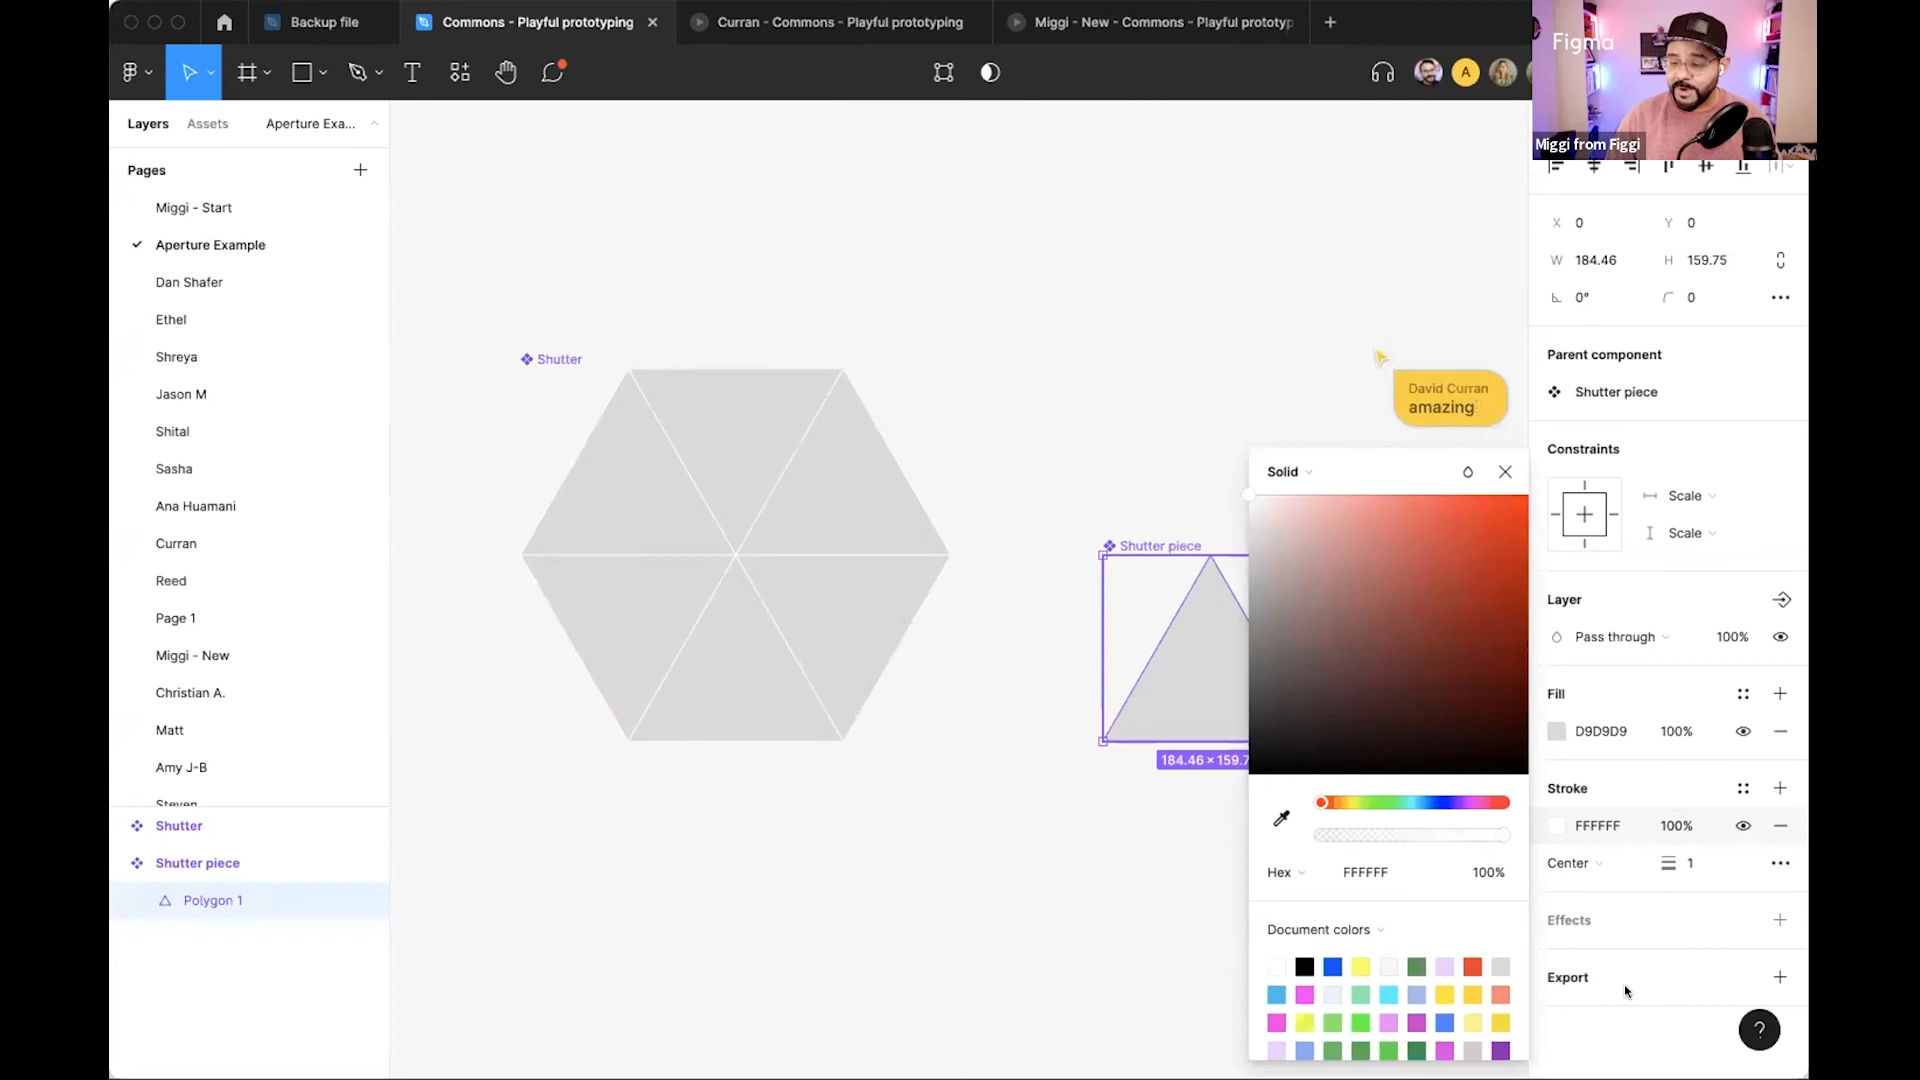 Backup file
Commons - Playful prototyping
Curran - Commons - Playful prototyping
Miggi - New - Commons - Playful prototyp
Figma
Miggi from Figgi
A
Layers
Assets
Aperture Exa...
Pages
Miggi - Start
Aperture Example
Dan Shafer
Ethel
Shreya
Jason M
Shital
Sasha
Ana Huamani
Curran
Reed
Page 1
Miggi - New
Christian A.
Matt
Amy J-B
Steven
Shutter
Shutter piece
Polygon 1
Shutter
David Curran
amazing
Shutter piece
184.46 × 159.7
Solid
Hex
FFFFFF
100%
Document colors
X 0
Y 0
W 184.46
H 159.75
0°
0
Parent component
Shutter piece
Constraints
Scale
Scale
Layer
Pass through
100%
Fill
D9D9D9
100%
Stroke
FFFFFF
100%
Center
1
Effects
Export
?